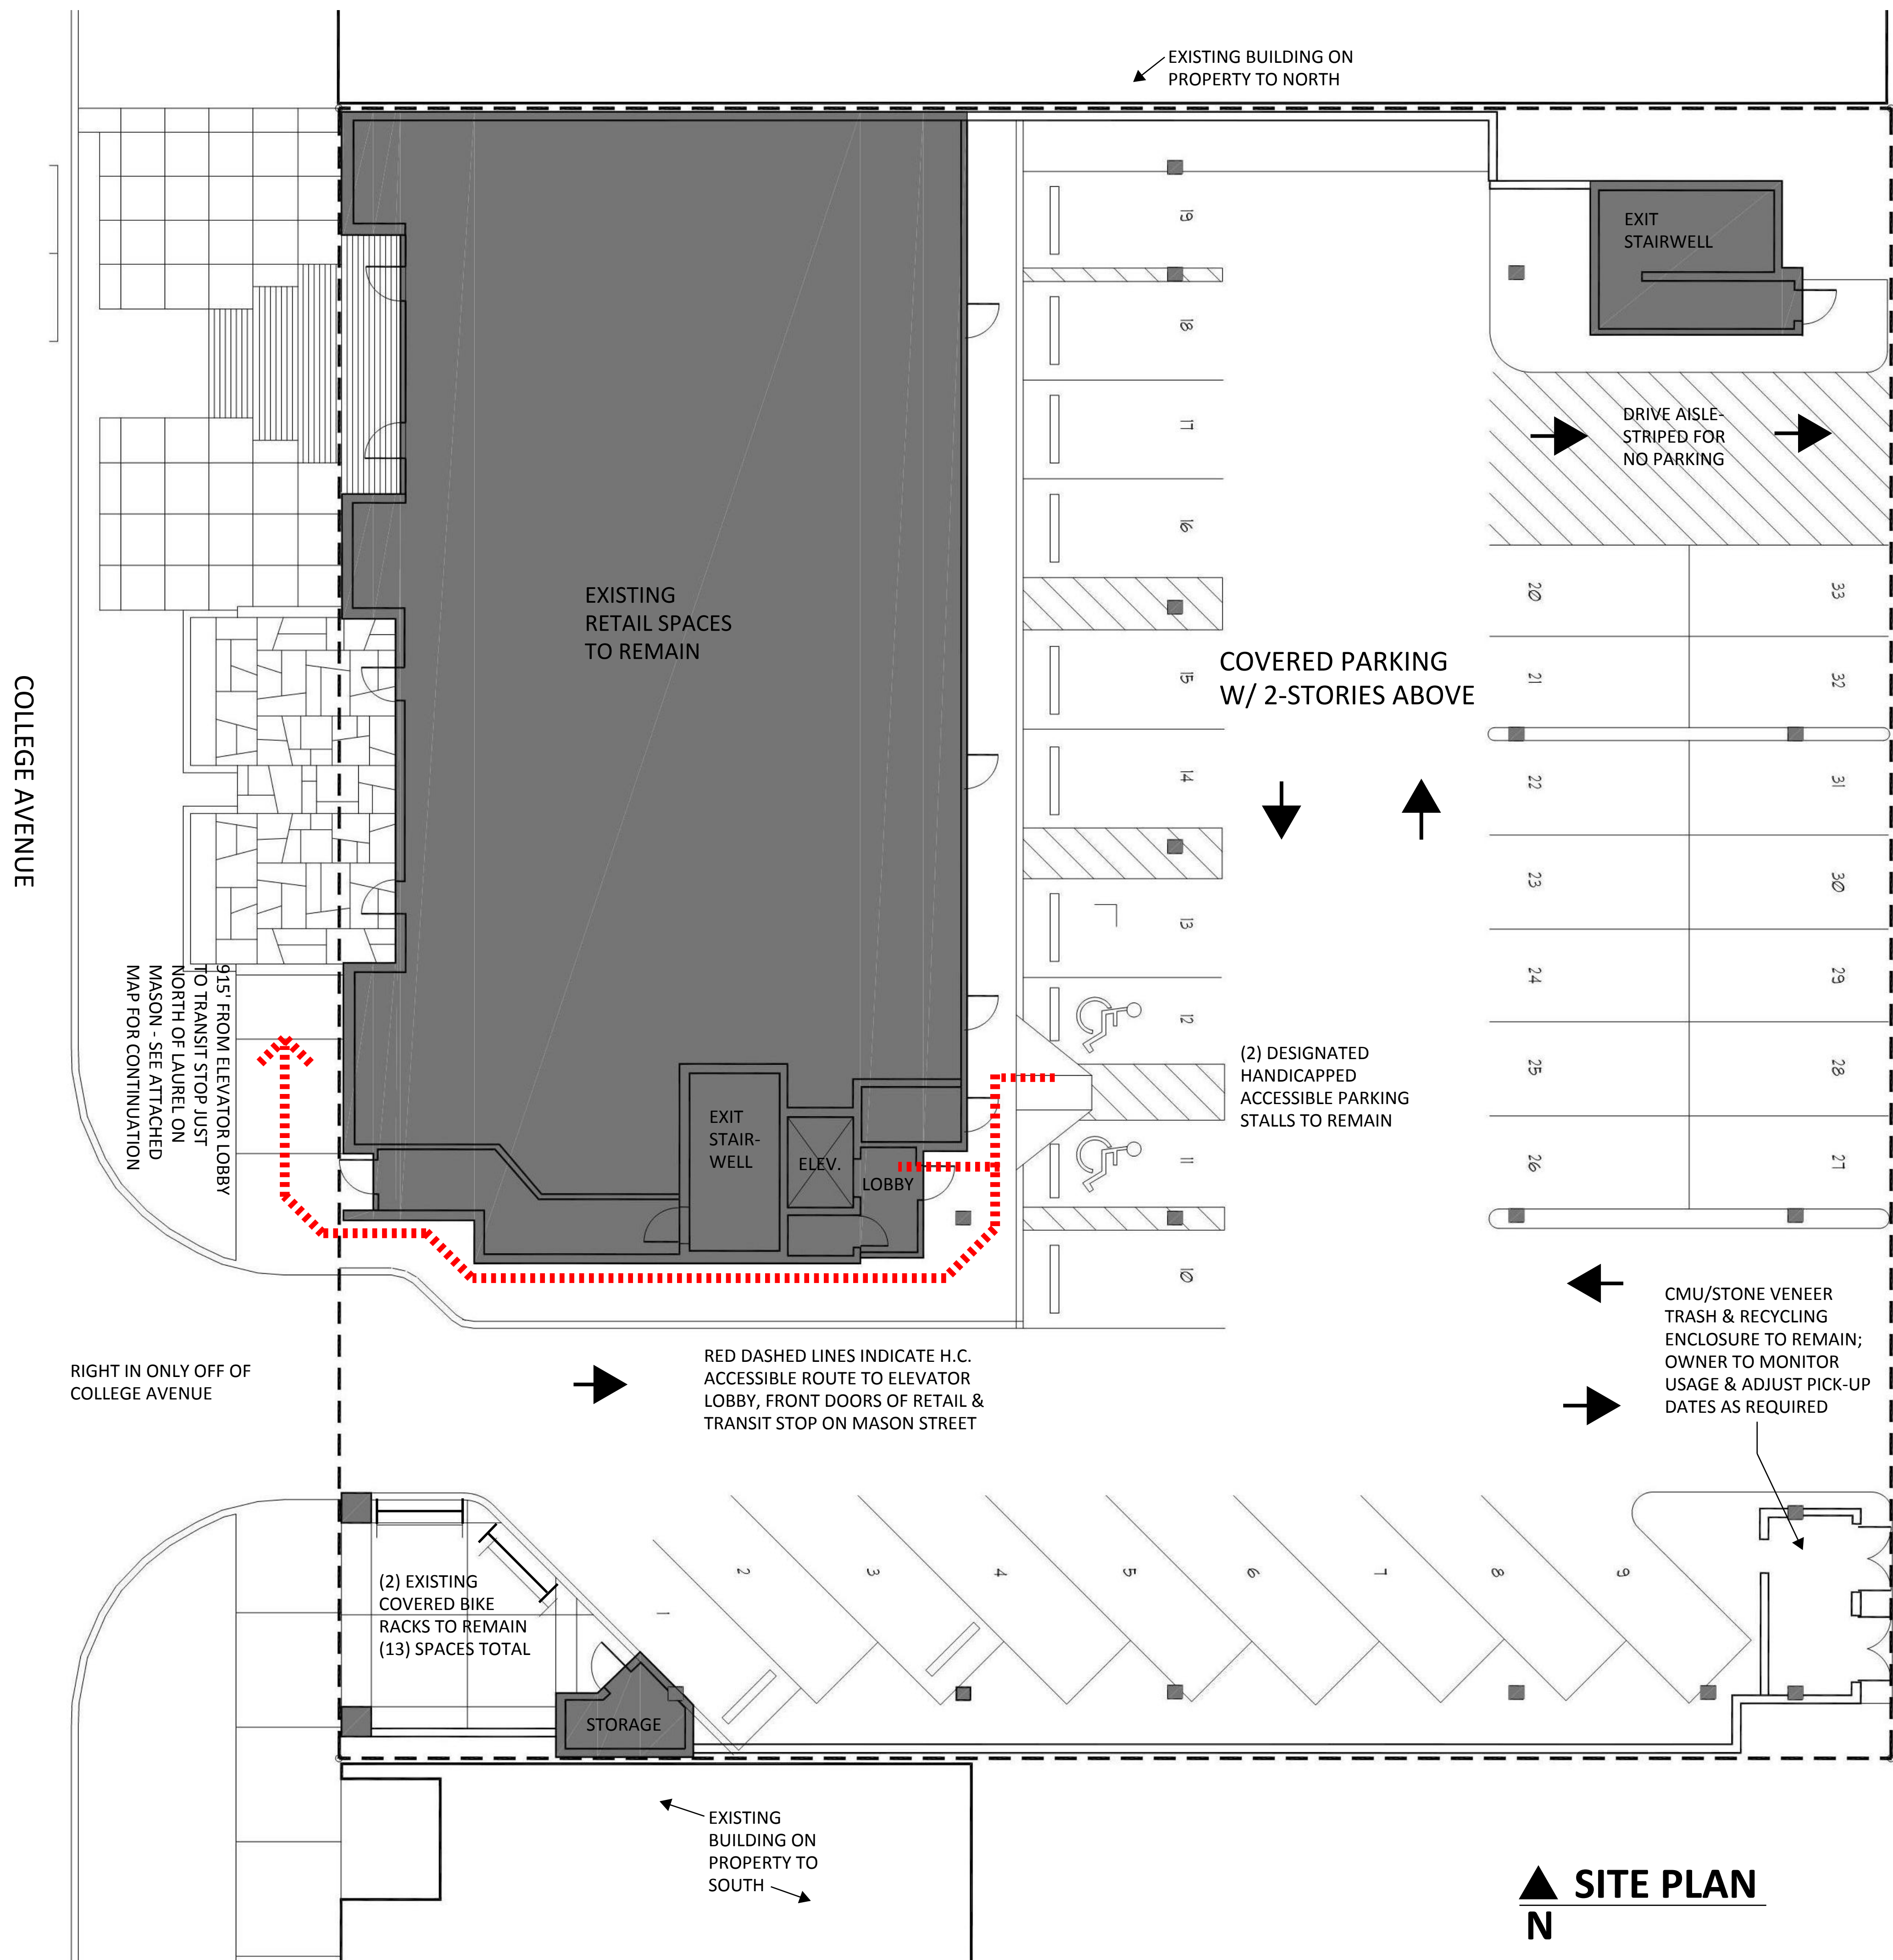 EXISTING BUILDING ON
PROPERTY TO NORTH
EXIT
STAIRWELL
19
18
17
16
15
14
13
12
11
10
DRIVE AISLE-
STRIPED FOR
NO PARKING
20
21
22
23
24
25
26
33
32
31
30
29
28
27
EXISTING
RETAIL SPACES
TO REMAIN
COVERED PARKING
W/ 2-STORIES ABOVE
COLLEGE AVENUE
915' FROM ELEVATOR LOBBY
TO TRANSIT STOP JUST
NORTH OF LAUREL ON
MASON - SEE ATTACHED
MAP FOR CONTINUATION
(2) DESIGNATED
HANDICAPPED
ACCESSIBLE PARKING
STALLS TO REMAIN
EXIT
STAIR-
WELL
ELEV.
LOBBY
CMU/STONE VENEER
TRASH & RECYCLING
ENCLOSURE TO REMAIN;
OWNER TO MONITOR
USAGE & ADJUST PICK-UP
DATES AS REQUIRED
RIGHT IN ONLY OFF OF
COLLEGE AVENUE
RED DASHED LINES INDICATE H.C.
ACCESSIBLE ROUTE TO ELEVATOR
LOBBY, FRONT DOORS OF RETAIL &
TRANSIT STOP ON MASON STREET
(2) EXISTING
COVERED BIKE
RACKS TO REMAIN
(13) SPACES TOTAL
1
2
3
4
5
6
7
8
9
STORAGE
EXISTING
BUILDING ON
PROPERTY TO
SOUTH
SITE PLAN
N